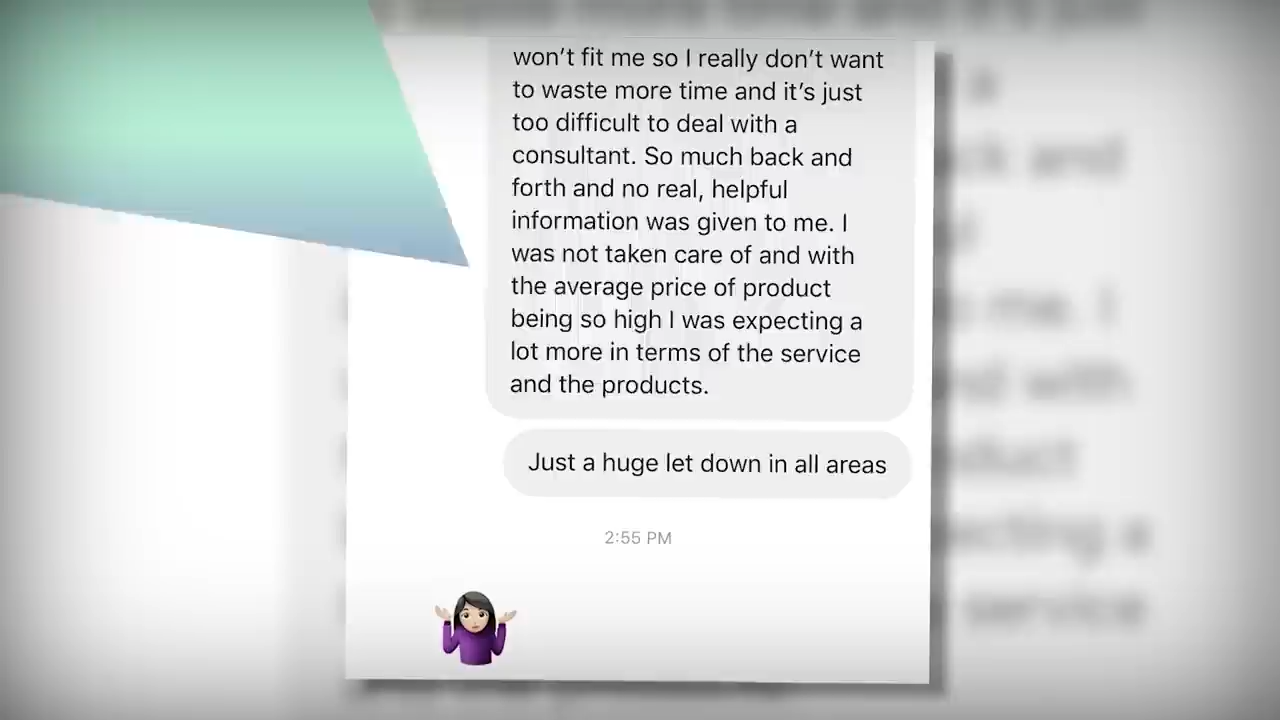 won't fit me so I really don't want
to waste more time and it's just
too difficult to deal with a
consultant. So much back and
forth and no real, helpful
information was given to me. I
was not taken care of and with
the average price of product
being so high I was expecting a
lot more in terms of the service
and the products.
Just a huge let down in all areas
2:55 PM